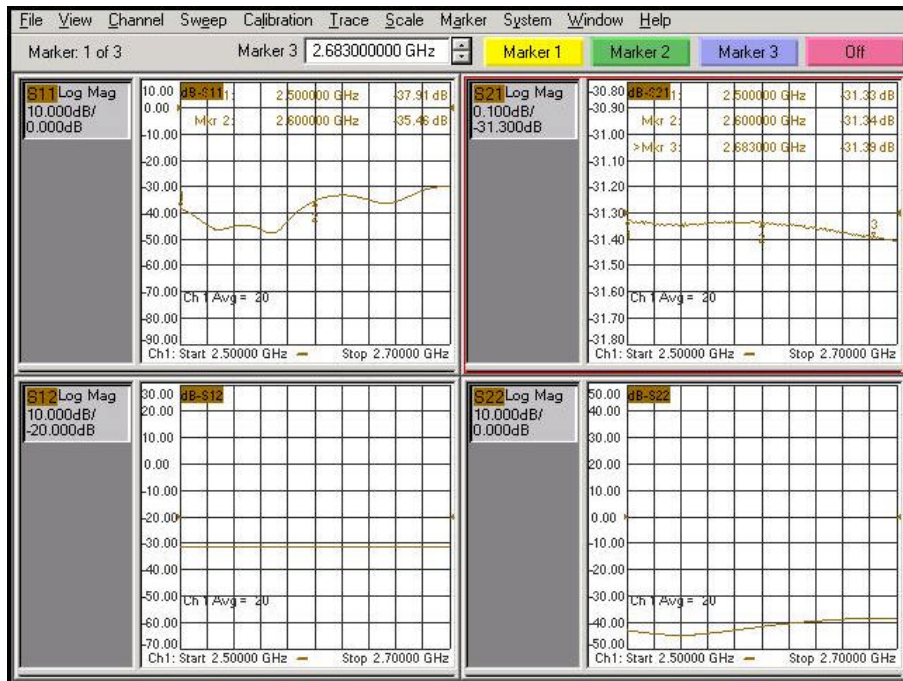 File View Channel Sweep Calibration Trace Scale Marker System Window Help
Marker: 1 of 3 Marker 3 2.683000000 GHz Marker 1 Marker 2 Marker 3 Off
S11 Log Mag
10.000dB/
0.000dB
10.00
0.00
-10.00
-20.00
-30.00
-40.00
-50.00
-60.00
-70.00
-80.00
-90.00
dB-S11 1: 2.500000 GHz -37.91 dB
Mkr 2: 2.600000 GHz -35.46 dB
2
Ch 1 Avg = 20
Ch1: Start 2.50000 GHz Stop 2.70000 GHz
S21 Log Mag
0.100dB/
-31.300dB
-30.80
-30.90
-31.00
-31.10
-31.20
-31.30
-31.40
-31.50
-31.60
-31.70
-31.80
dB-S21 1: 2.500000 GHz -31.33 dB
Mkr 2: 2.600000 GHz -31.34 dB
>Mkr 3: 2.683000 GHz -31.39 dB
3
2
Ch 1 Avg = 20
Ch1: Start 2.50000 GHz Stop 2.70000 GHz
S12 Log Mag
10.000dB/
-20.000dB
30.00
20.00
10.00
0.00
-10.00
-20.00
-30.00
-40.00
-50.00
-60.00
-70.00
dB-S12
Ch 1 Avg = 20
Ch1: Start 2.50000 GHz Stop 2.70000 GHz
S22 Log Mag
10.000dB/
0.000dB
50.00
40.00
30.00
20.00
10.00
0.00
-10.00
-20.00
-30.00
-40.00
-50.00
dB-S22
Ch 1 Avg = 20
Ch1: Start 2.50000 GHz Stop 2.70000 GHz